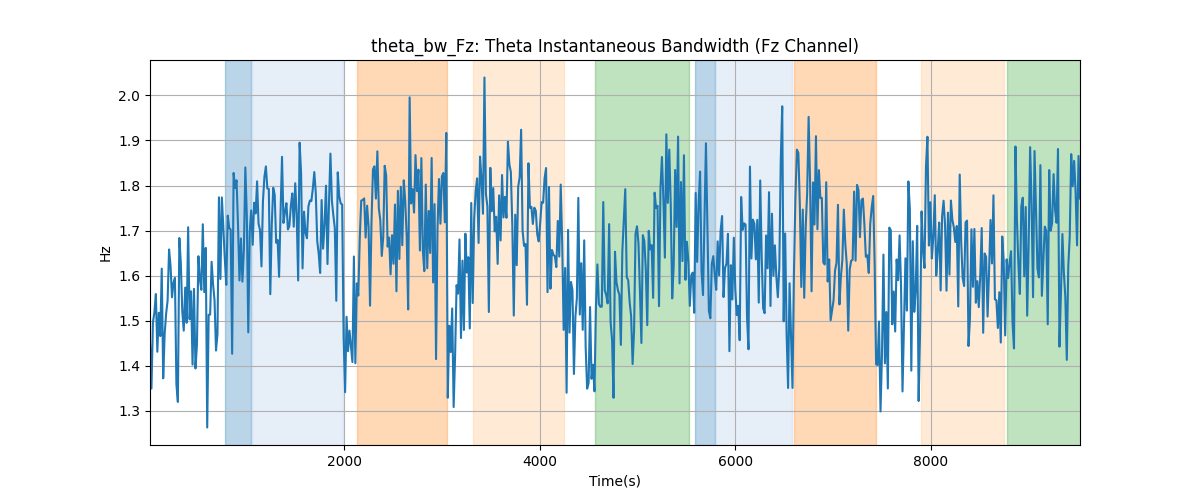 theta_bw_Fz: Theta Instantaneous Bandwidth (Fz Channel)
2.0
1.9
1.8
1.7
1.6
1.5
1.4
1.3
Hz
2000 4000 6000 8000
Time(s)